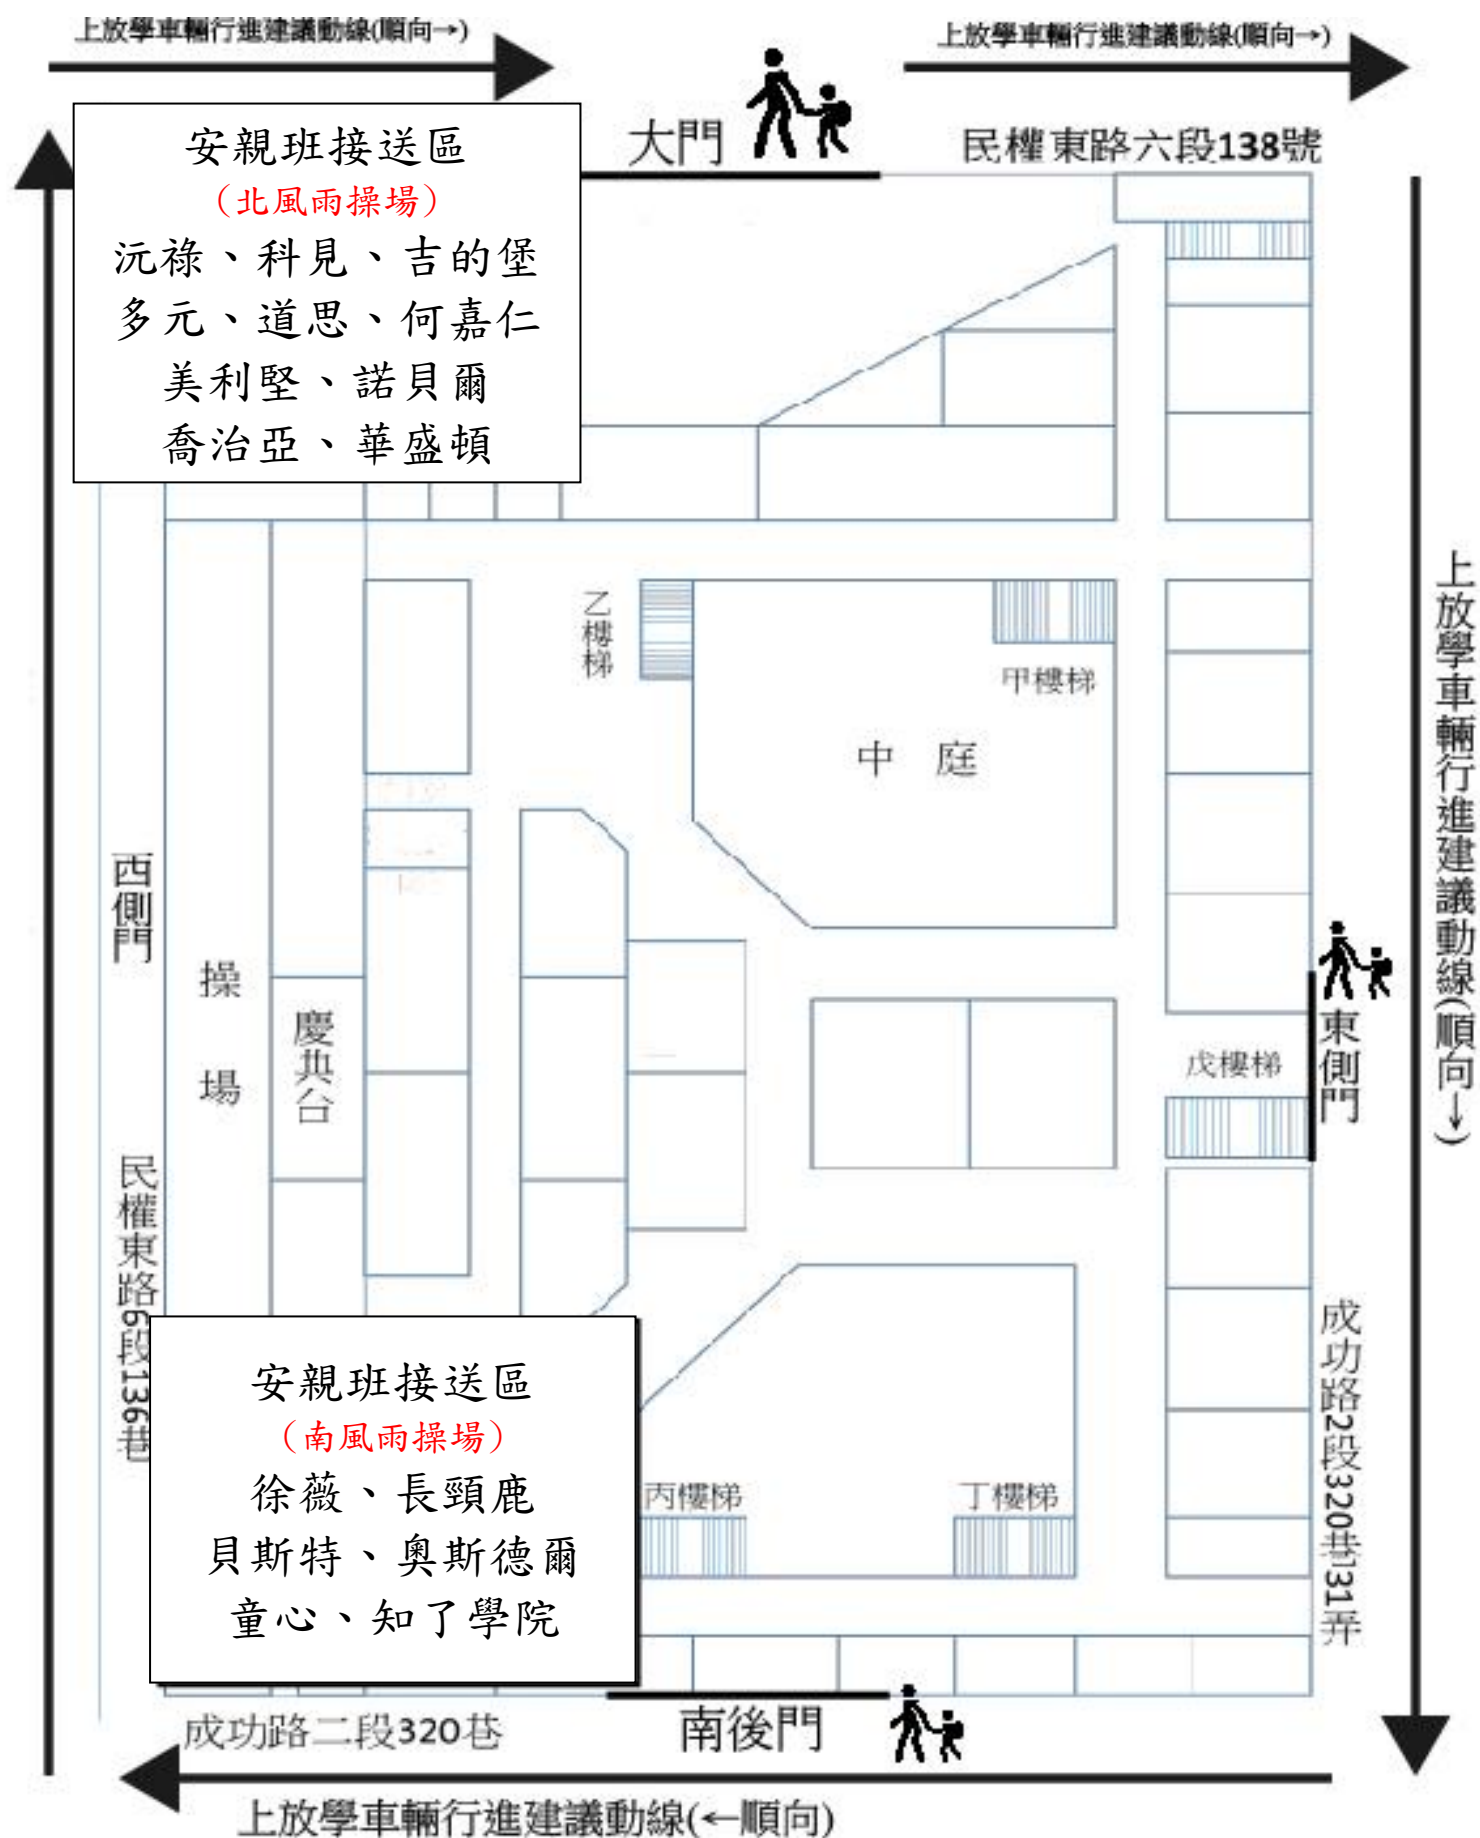 上放學車輛行進建議動線(順向→)
上放學車輛行進建議動線(順向→)
大門
民權東路六段138號
安親班接送區
（北風雨操場）
沅祿、科見、吉的堡
多元、道思、何嘉仁
美利堅、諾貝爾
喬治亞、華盛頓
乙樓梯
甲樓梯
中庭
上放學車輛行進建議動線(順向→)
西側門
操場
慶典台
東側門
戊樓梯
民權東路6段136巷
成功路2段320巷31弄
安親班接送區
（南風雨操場）
徐薇、長頸鹿
貝斯特、奧斯德爾
童心、知了學院
丙樓梯
丁樓梯
成功路二段320巷
南後門
上放學車輛行進建議動線(←順向)